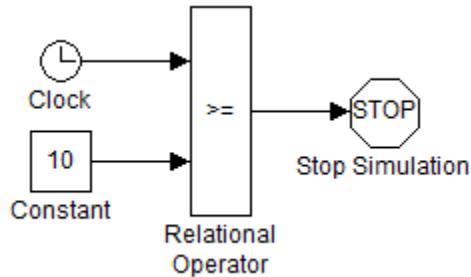 Clock
10
Constant
>=
Relational
Operator
STOP
Stop Simulation